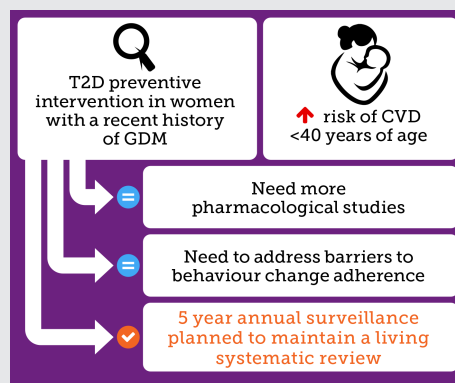 T2D preventive
intervention in women
with a recent history
of GDM
risk of CVD
<40 years of age
Need more
pharmacological studies
Need to address barriers to
behaviour change adherence
5 year annual surveillance
planned to maintain a living
systematic review